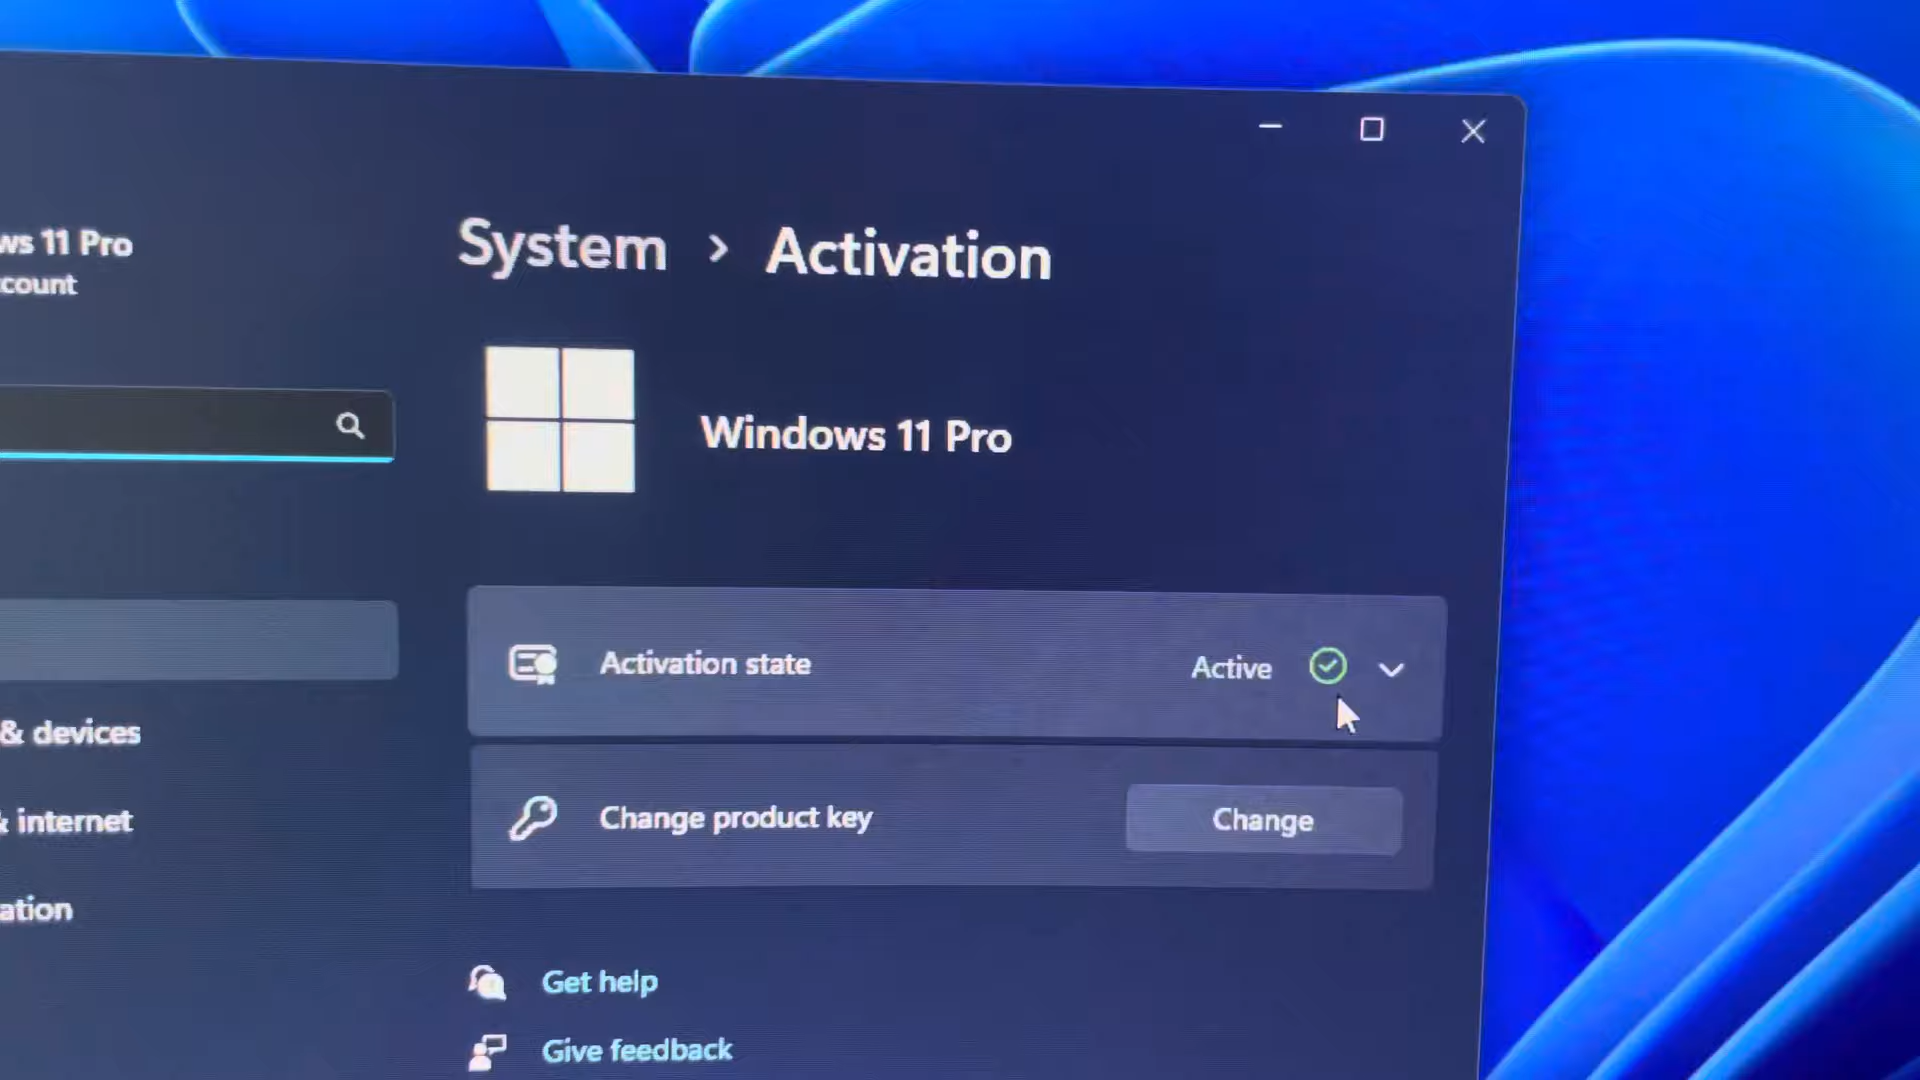 System > Activation
ws 11 Pro
count
Windows 11 Pro
Activation state
Active
& devices
Change product key
Change
& internet
ation
Get help
Give feedback